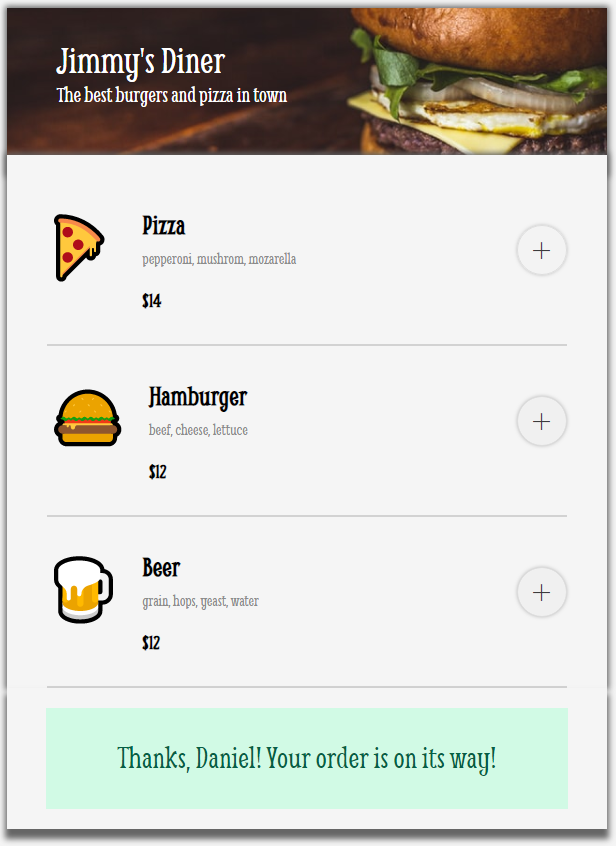 Jimmy's Diner
The best burgers and pizza in town
Pizza
pepperoni, mushrom, mozarella
$14
Hamburger
beef, cheese, lettuce
$12
Beer
grain, hops, yeast, water
$12
Thanks, Daniel! Your order is on its way!